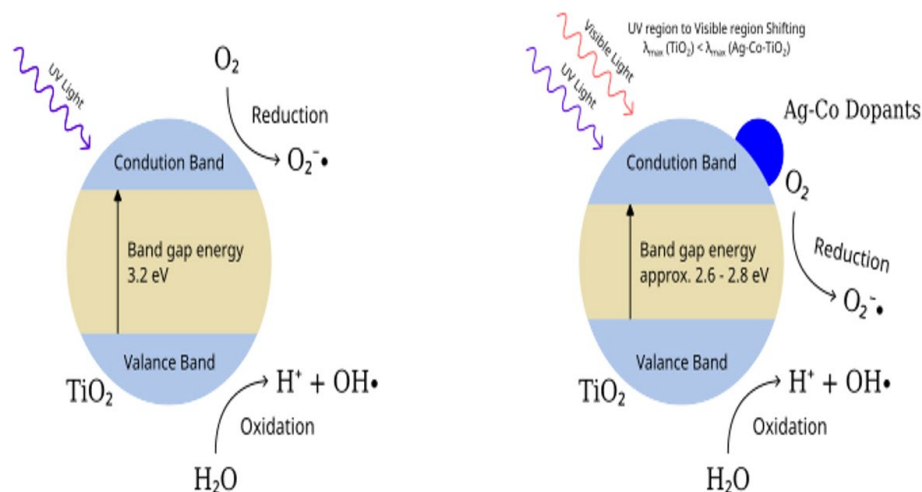 UV Light
O₂
Reduction
O₂⁻•
Condution Band
Band gap energy
3.2 eV
Valance Band
TiO₂
H⁺ + OH•
Oxidation
H₂O
UV region to Visible region Shifting
λmax (TiO₂) < λmax (Ag-Co-TiO₂)
Visible Light
UV Light
Ag-Co Dopants
Condution Band
O₂
Reduction
O₂⁻•
Band gap energy
approx. 2.6 - 2.8 eV
Valance Band
TiO₂
H⁺ + OH•
Oxidation
H₂O